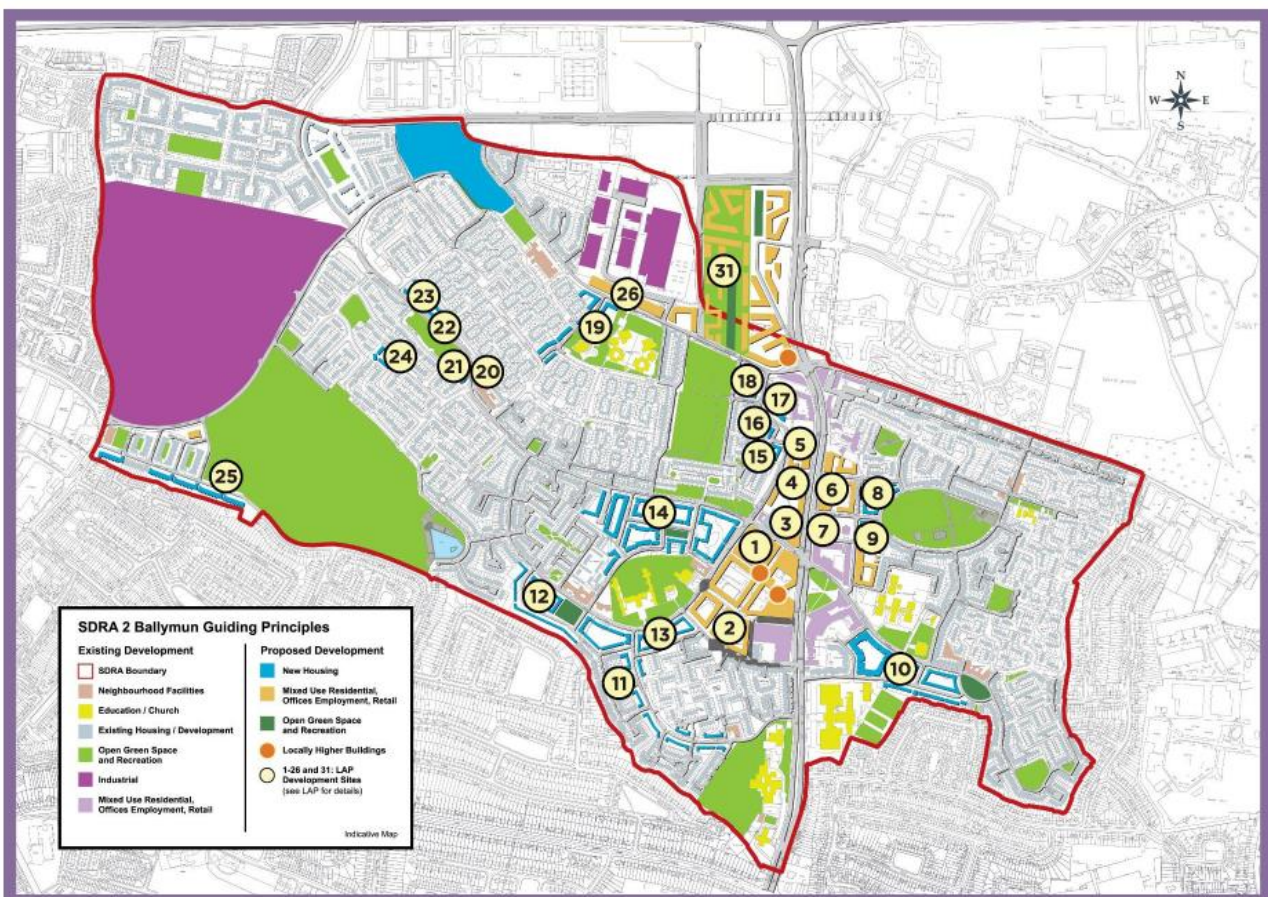 N
W E
S
31
23
26
22
19
24
21
20
18
17
16
5
15
25
4
6
8
14
3
7
9
1
12
2
13
10
11
SDRA 2 Ballymun Guiding Principles
Existing Development
SDRA Boundary
Neighbourhood Facilities
Education / Church
Existing Housing / Development
Open Green Space
and Recreation
Industrial
Mixed Use Residential,
Offices Employment, Retail
Proposed Development
New Housing
Mixed Use Residential,
Offices Employment, Retail
Open Green Space
and Recreation
Locally Higher Buildings
1-26 and 31: LAP
Development Sites
(see LAP for details)
Indicative Map